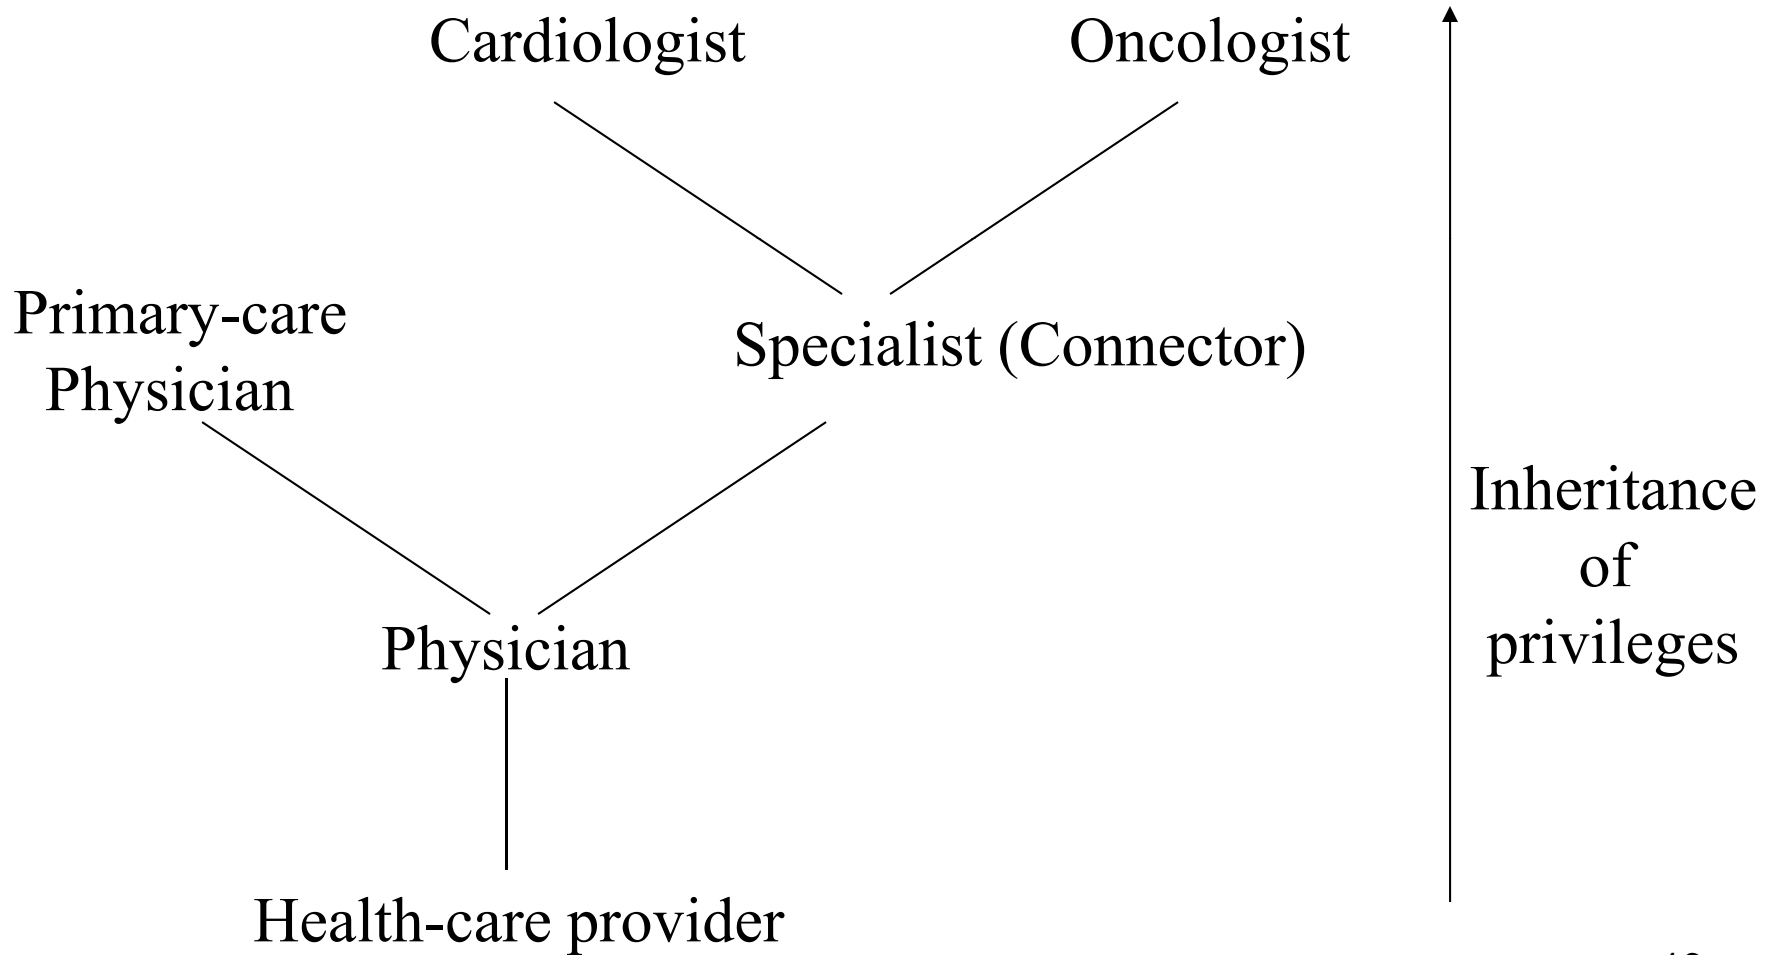 Cardiologist
Oncologist
Primary-care
Physician
Specialist (Connector)
Inheritance
of
privileges
Physician
Health-care provider